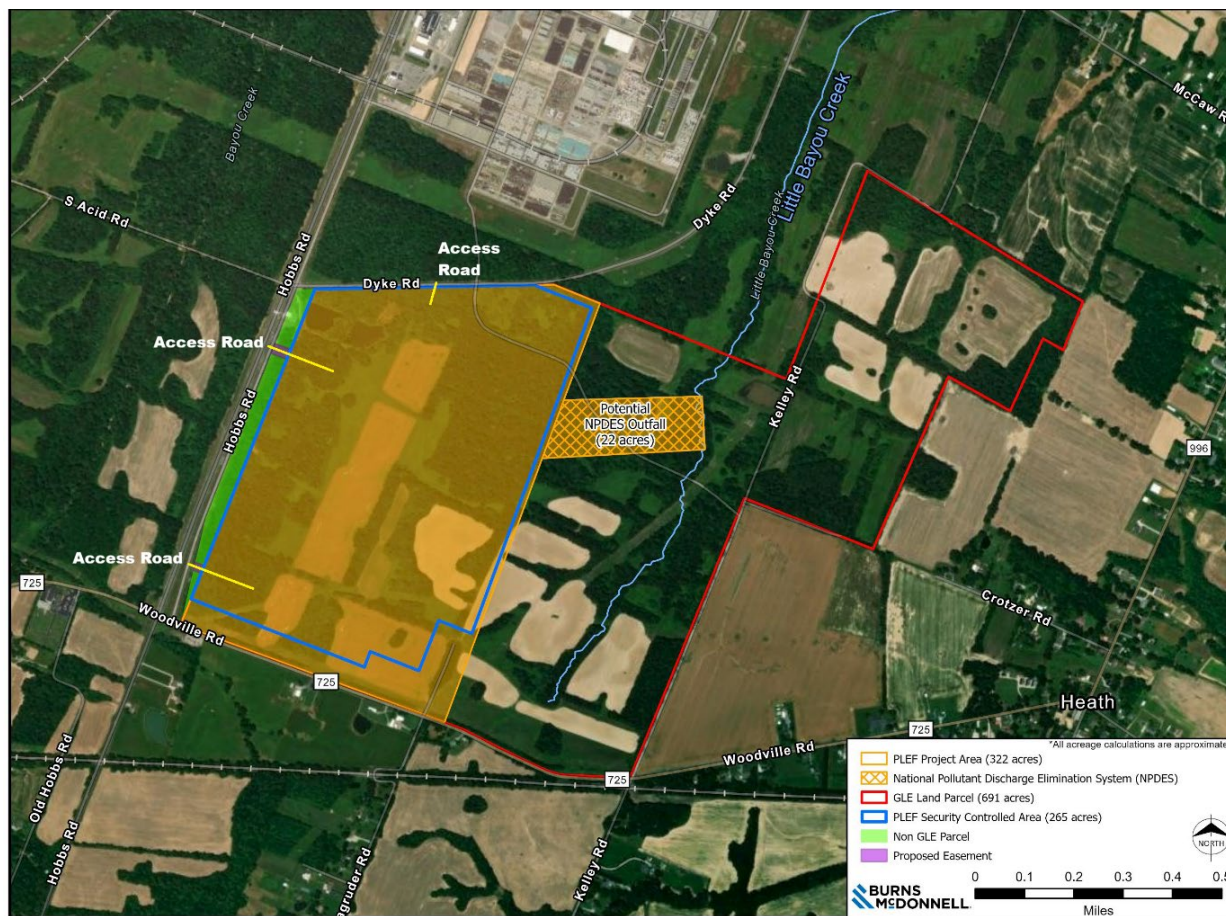 McCaw R
Bayou Creek
Little Bayou Creek
Little-Bayou-Creek
S Acid Rd
Hobbs Rd
Dyke Rd
Access
Road
Dyke Rd
Access Road
Hobbs Rd
Kelley Rd
Potential
NPDES Outfall
(22 acres)
996
Access Road
725
Woodville Rd
725
Crotzer Rd
Heath
725
Woodville Rd
725
Old Hobbs Rd
Hobbs Rd
agruder Rd
Kelley Rd
*All acreage calculations are approximate
PLEF Project Area (322 acres)
National Pollutant Discharge Elimination System (NPDES)
GLE Land Parcel (691 acres)
PLEF Security Controlled Area (265 acres)
Non GLE Parcel
Proposed Easement
NORTH
BURNS
McDONNELL
0 0.1 0.2 0.3 0.4 0.5
Miles